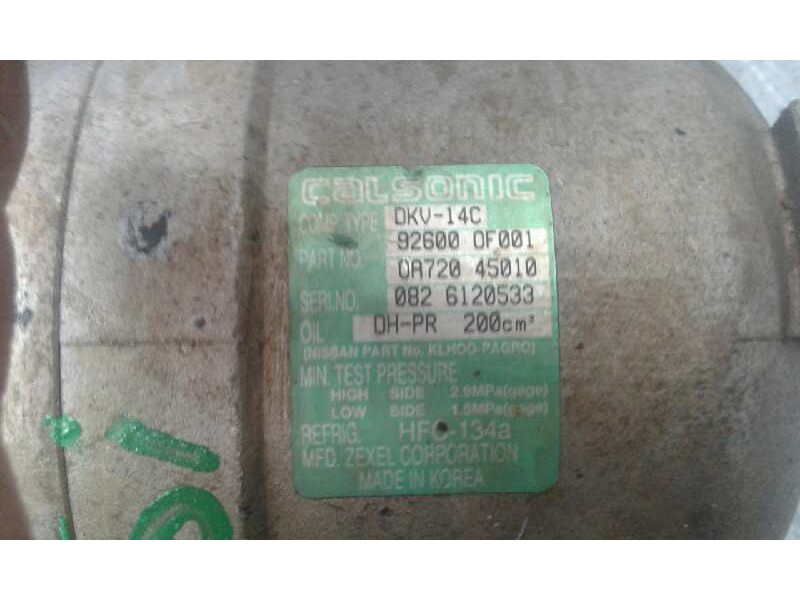 calsonic
COMP. TYPE DKV-14C
92600 0F001
PART NO. 0A720 45010
SERI.NO. 082 6120533
OIL DH-PR 200cm³
(NISSAN PART No. KLHOO-PAGRO)
MIN. TEST PRESSURE
HIGH SIDE 2.9MPa(gage)
LOW SIDE 1.5MPa(gage)
REFRIG. HFC-134a
MFD. ZEXEL CORPORATION
MADE IN KOREA